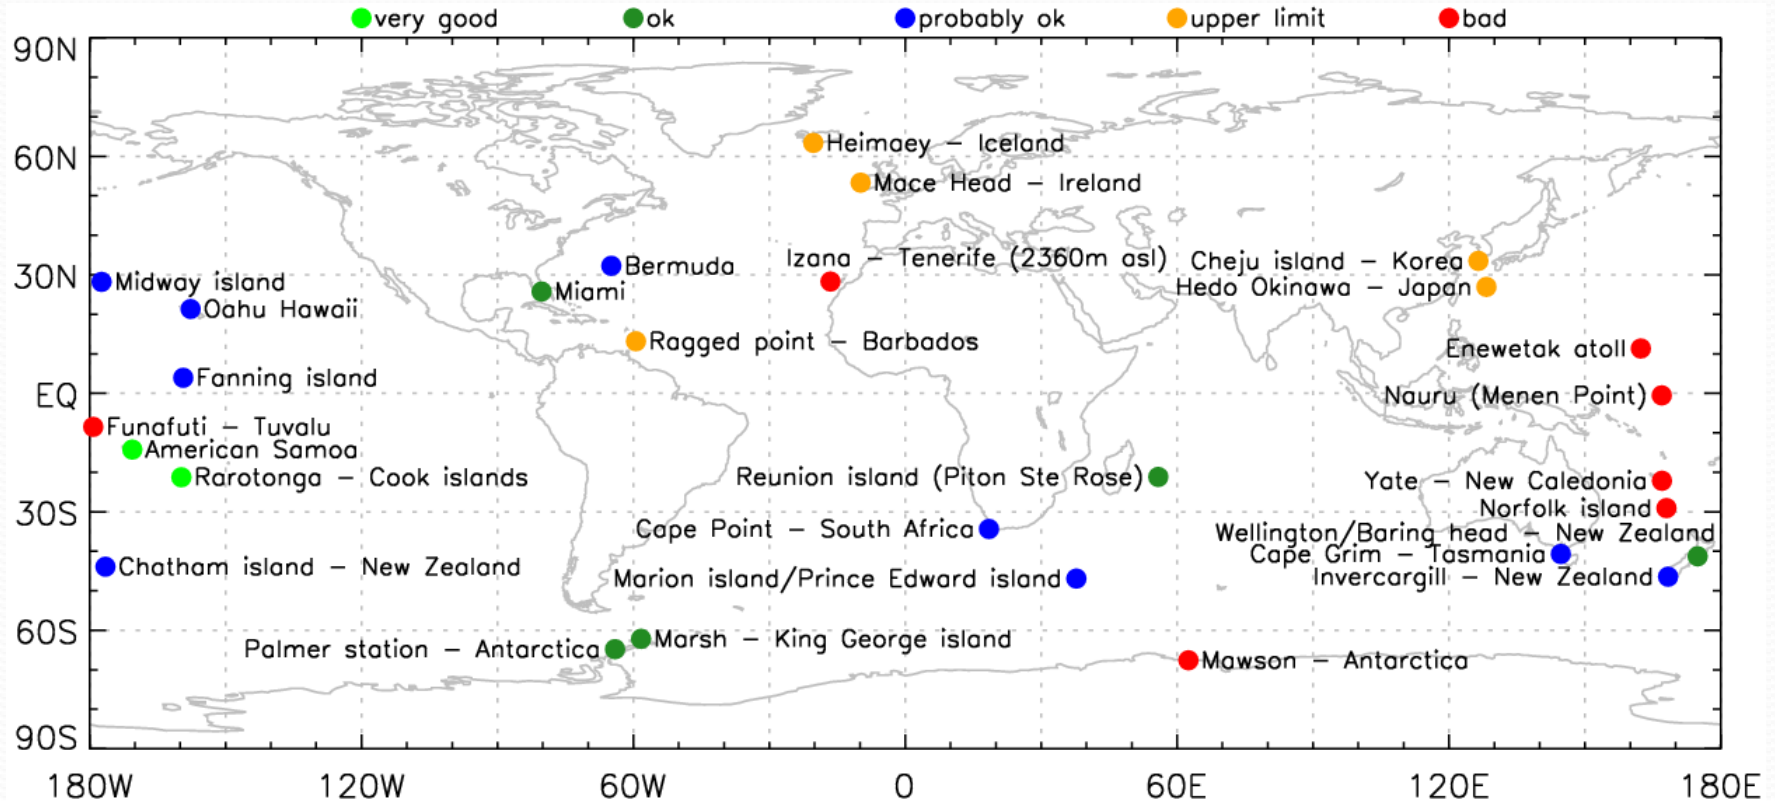 very good ok probably ok upper limit bad
90N
Heimaey – Iceland
60N
Mace Head – Ireland
Izana – Tenerife (2360m asl)
Cheju island – Korea
Bermuda
30N
Midway island
Hedo Okinawa – Japan
Miami
Oahu Hawaii
Ragged point – Barbados
Enewetak atoll
Fanning island
EQ
Nauru (Menen Point)
Funafuti – Tuvalu
American Samoa
Rarotonga – Cook islands
Reunion island (Piton Ste Rose)
Yate – New Caledonia
30S
Norfolk island
Cape Point – South Africa
Wellington/Baring head – New Zealand
Cape Grim – Tasmania
Chatham island – New Zealand
Marion island/Prince Edward island
Invercargill – New Zealand
60S
Marsh – King George island
Palmer station – Antarctica
Mawson – Antarctica
90S
180W 120W 60W 0 60E 120E 180E